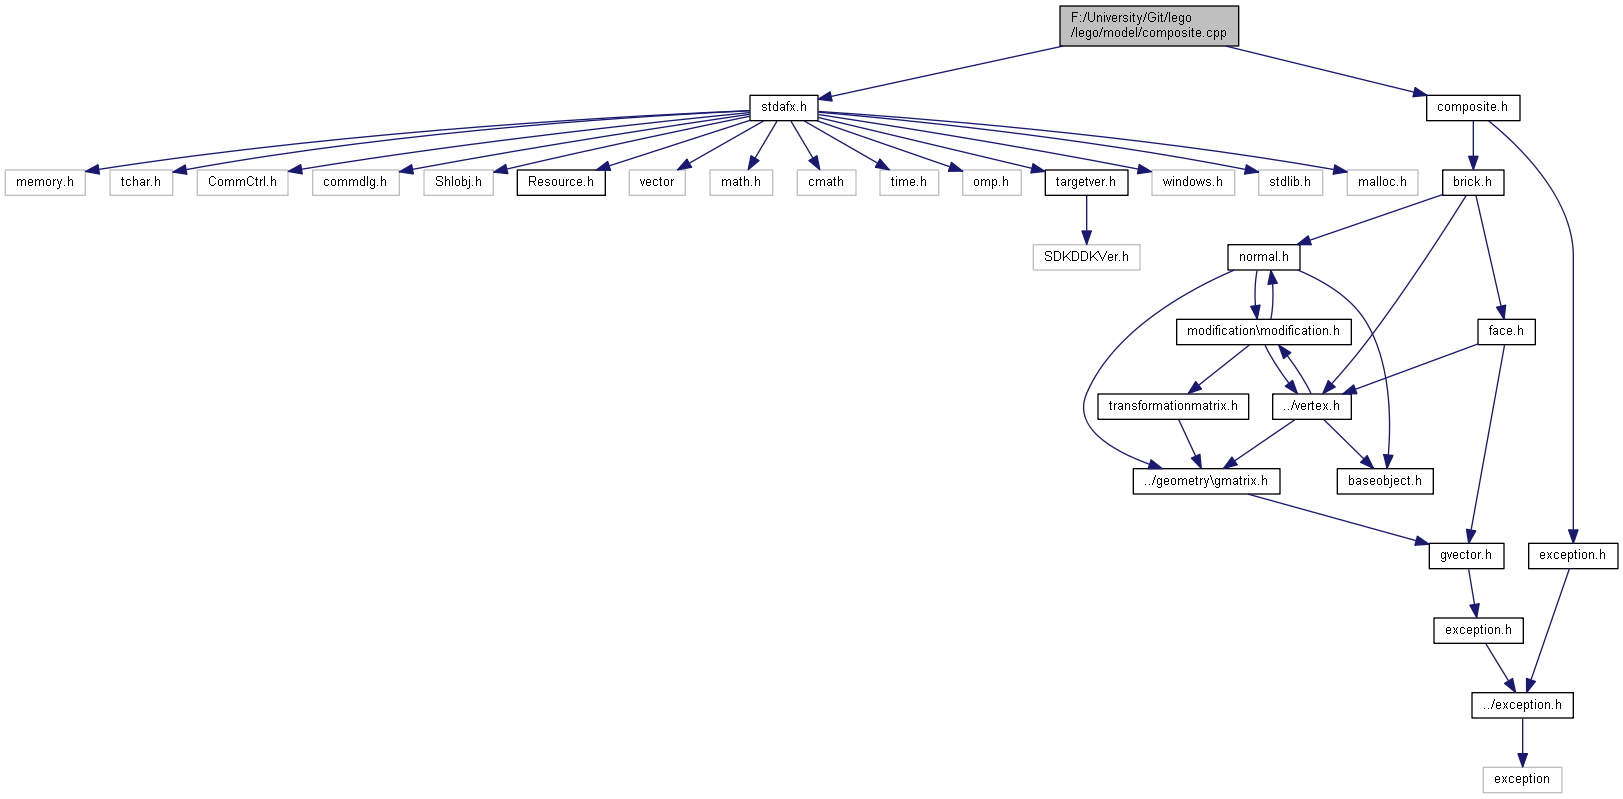 F:/University/Git/lego
/lego/model/composite.cpp
stdafx.h
composite.h
memory.h
tchar.h
CommCtrl.h
commdlg.h
Shlobj.h
Resource.h
vector
math.h
cmath
time.h
omp.h
targetver.h
windows.h
stdlib.h
malloc.h
brick.h
SDKDDKVer.h
normal.h
modification\modification.h
face.h
transformationmatrix.h
../vertex.h
../geometry\gmatrix.h
baseobject.h
gvector.h
exception.h
exception.h
../exception.h
exception